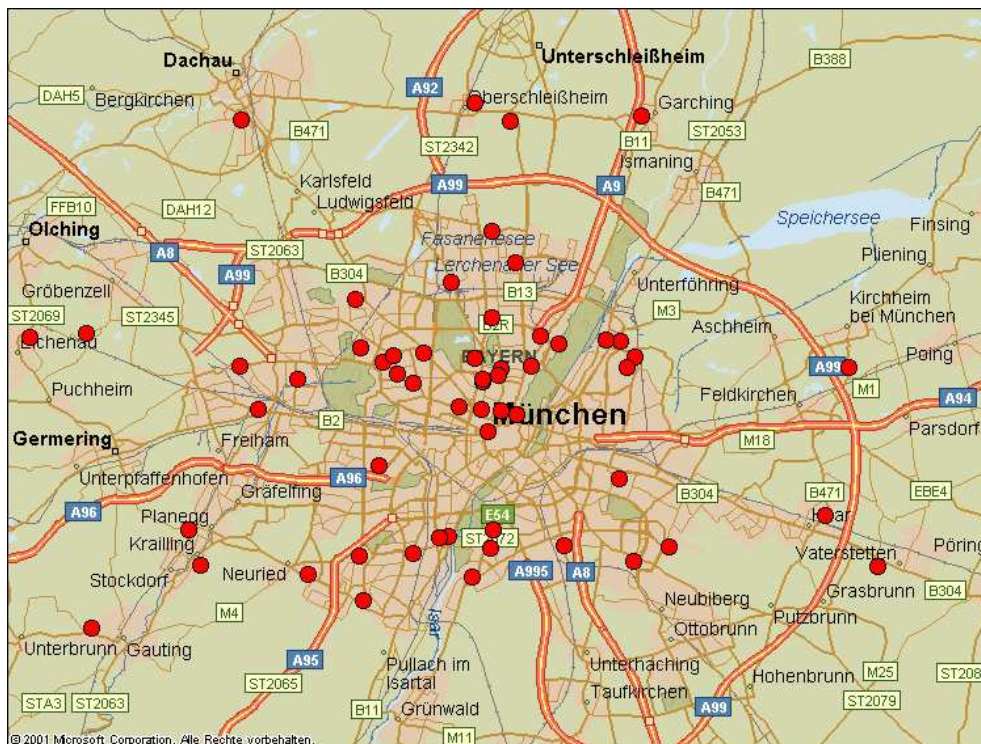 Dachau
Unterschleißheim
B388
A92
DAH5
Bergkirchen
Oberschleißheim
Garching
B471
ST2342
B11
ST2053
Ismaning
Karlsfeld
A99
A9
B471
FFB10
DAH12
Ludwigsfeld
Speichersee
Finsing
Olching
A8
ST2063
Fasaneriesee
Pliening
A99
B304
Lerchenauer See
Unterföhring
Gröbenzell
B13
Kirchheim
bei München
ST2069
ST2345
M3
B2R
Aschheim
Eichenau
BAYERN
Poing
A99
Puchheim
M1
Feldkirchen
A94
München
B2
Parsdorf
Germering
Freiham
M18
Unterpfaffenhofen
A96
Gräfelfing
B304
B471
EBE4
A96
Planegg
E54
Haar
Krailling
Vaterstetten
Pöring
Stockdorf
Neuried
A995
A8
Grasbrunn
B304
M4
Isar
Neubiberg
Putzbrunn
Unterbrunn
Gauting
Ottobrunn
A95
Pullach im
Isartal
Unterhaching
Hohenbrunn
M25
ST2065
Taufkirchen
STA3
ST2063
B11
Grünwald
A99
ST2079
M11
© 2001 Microsoft Corporation. Alle Rechte vorbehalten.